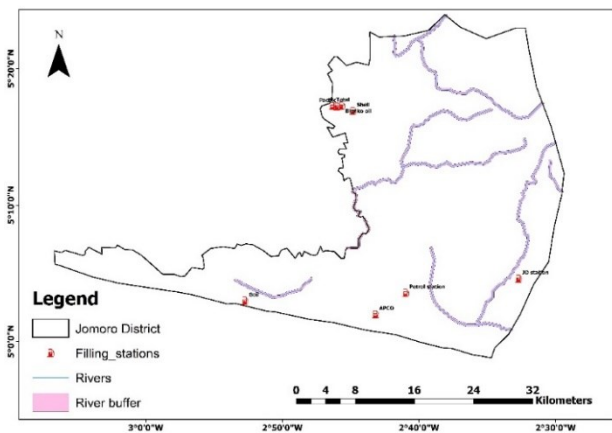 N
5°20'0"N
5°10'0"N
5°0'0"N
Total
Shell
JO station
Petrol station
APCO
Legend
Jomoro District
Filling_stations
Rivers
River buffer
0 4 8 16 24 32
Kilometers
3°0'0"W 2°50'0"W 2°40'0"W 2°30'0"W